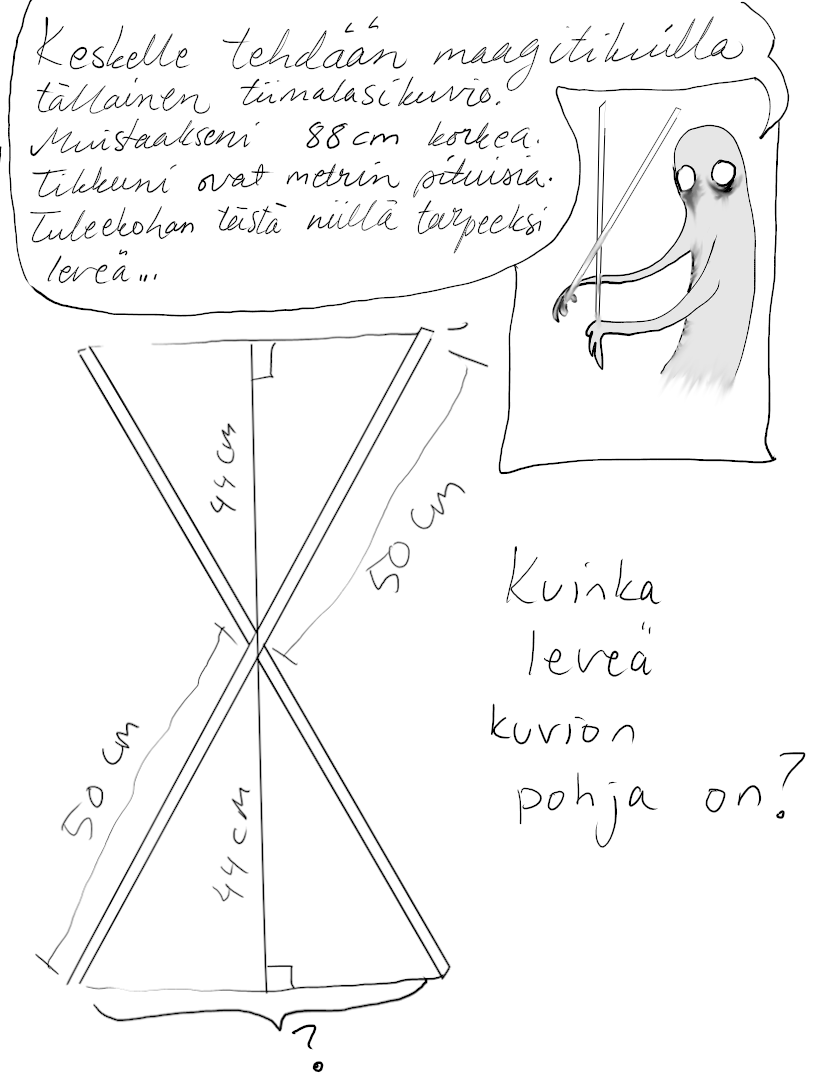 Keskelle tehdään maagitikuilla
tällainen tiimalasikuvio.
Muistaakseni 88 cm korkea.
Tikkuni ovat metrin pituisia.
Tuleekohan tästä niillä tarpeeksi
leveä...
44 cm
50 cm
50 cm
44 cm
?
Kuinka
leveä
kuvion
pohja on?